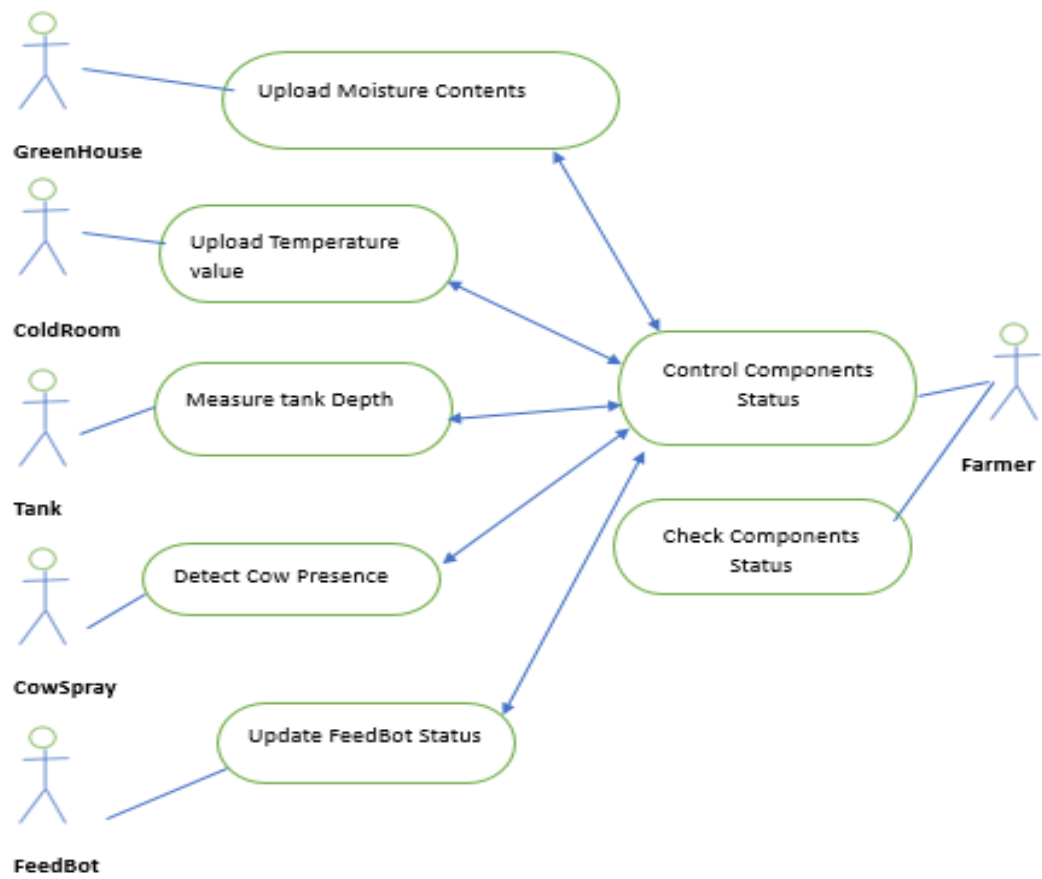 Upload Moisture Contents
GreenHouse
Upload Temperature
value
ColdRoom
Control Components
Status
Measure tank Depth
Farmer
Tank
Check Components
Status
Detect Cow Presence
CowSpray
Update FeedBot Status
FeedBot